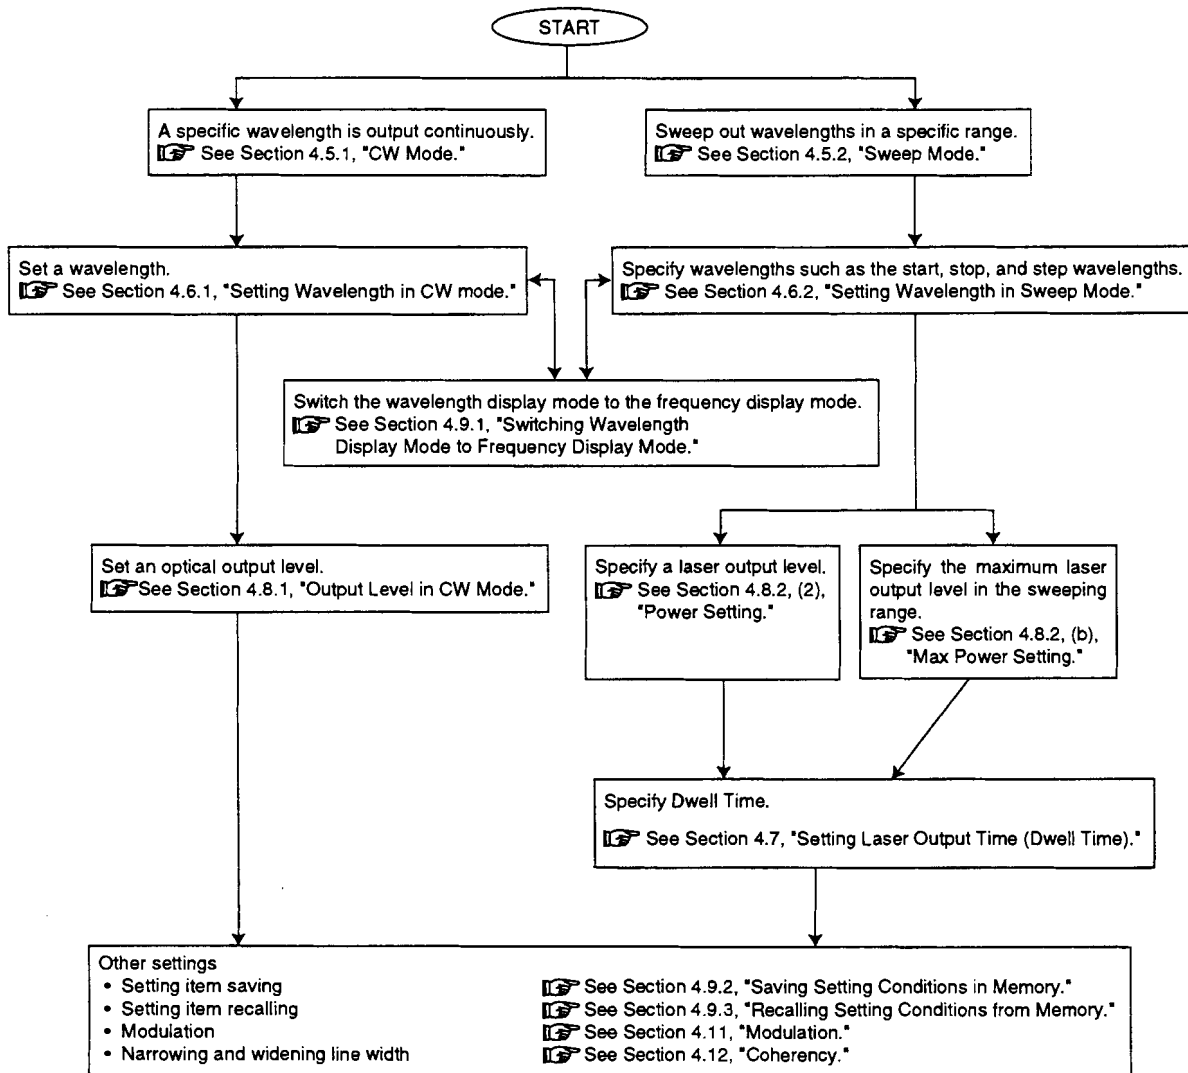 START
A specific wavelength is output continuously.
See Section 4.5.1, "CW Mode."
Sweep out wavelengths in a specific range.
See Section 4.5.2, "Sweep Mode."
Set a wavelength.
See Section 4.6.1, "Setting Wavelength in CW mode."
Specify wavelengths such as the start, stop, and step wavelengths.
See Section 4.6.2, "Setting Wavelength in Sweep Mode."
Switch the wavelength display mode to the frequency display mode.
See Section 4.9.1, "Switching Wavelength
Display Mode to Frequency Display Mode."
Set an optical output level.
See Section 4.8.1, "Output Level in CW Mode."
Specify a laser output level.
See Section 4.8.2, (2),
"Power Setting."
Specify the maximum laser
output level in the sweeping
range.
See Section 4.8.2, (b),
"Max Power Setting."
Specify Dwell Time.
See Section 4.7, "Setting Laser Output Time (Dwell Time)."
Other settings
• Setting item saving See Section 4.9.2, "Saving Setting Conditions in Memory."
• Setting item recalling See Section 4.9.3, "Recalling Setting Conditions from Memory."
• Modulation See Section 4.11, "Modulation."
• Narrowing and widening line width See Section 4.12, "Coherency."